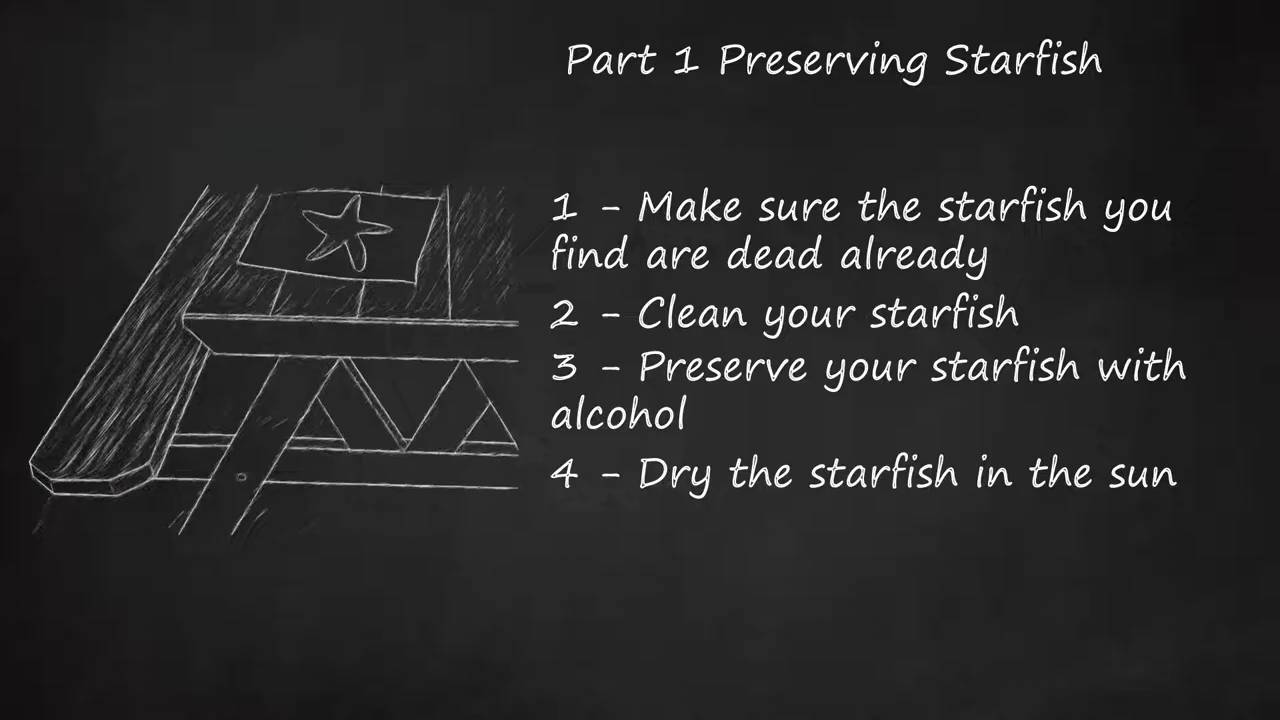 Part 1 Preserving Starfish
1 - Make sure the starfish you
find are dead already
2 - Clean your starfish
3 - Preserve your starfish with
alcohol
4 - Dry the starfish in the sun